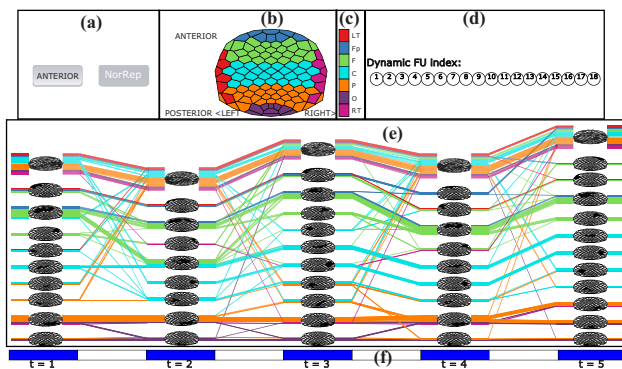 (a) (b) (c) (d)
ANTERIOR NorRep
ANTERIOR
POSTERIOR <LEFT RIGHT>
LT
Fp
F
C
P
O
RT
Dynamic FU index:
1 2 3 4 5 6 7 8 9 10 11 12 13 14 15 16 17 18
(e)
(f)
t = 1 t = 2 t = 3 t = 4 t = 5